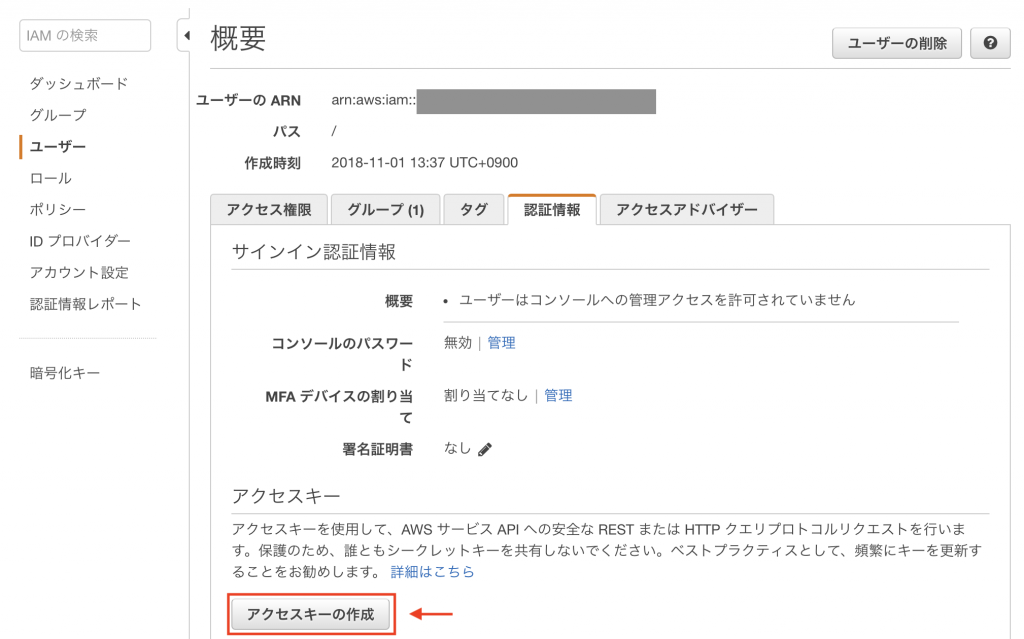 IAM の検索
ダッシュボード
グループ
ユーザー
ロール
ポリシー
ID プロバイダー
アカウント設定
認証情報レポート
暗号化キー
概要
ユーザーの削除
?
ユーザーの ARN arn:aws:iam::
パス /
作成時刻 2018-11-01 13:37 UTC+0900
アクセス権限 グループ (1) タグ 認証情報 アクセスアドバイザー
サインイン認証情報
概要 • ユーザーはコンソールへの管理アクセスを許可されていません
コンソールのパスワー
ド
無効 | 管理
MFA デバイスの割り当
て
割り当てなし | 管理
署名証明書 なし
アクセスキー
アクセスキーを使用して、AWS サービス API への安全な REST または HTTP クエリプロトコルリクエストを行いま
す。保護のため、誰ともシークレットキーを共有しないでください。ベストプラクティスとして、頻繁にキーを更新す
ることをお勧めします。 詳細はこちら
アクセスキーの作成